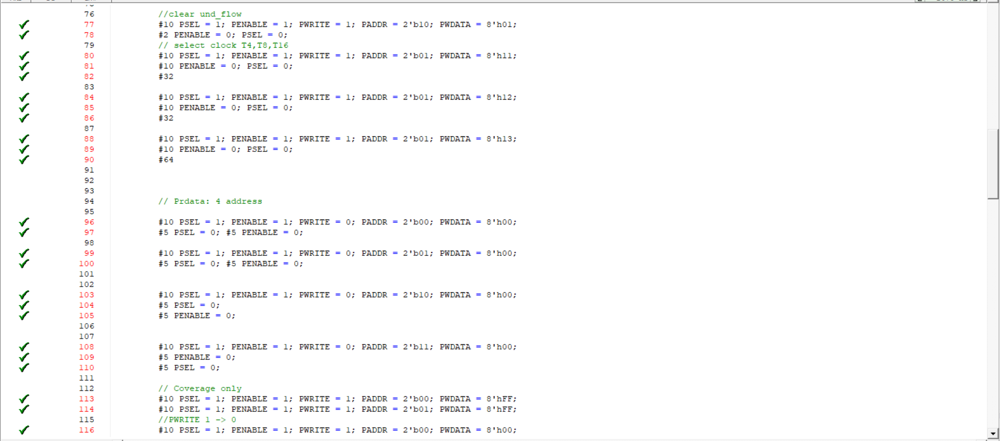 76 //clear und_flow
77 #10 PSEL = 1; PENABLE = 1; PWRITE = 1; PADDR = 2'b10; PWDATA = 8'h01;
78 #2 PENABLE = 0; PSEL = 0;
79 // select clock T4,T8,T16
80 #10 PSEL = 1; PENABLE = 1; PWRITE = 1; PADDR = 2'b01; PWDATA = 8'h11;
81 #10 PENABLE = 0; PSEL = 0;
82 #32
83
84 #10 PSEL = 1; PENABLE = 1; PWRITE = 1; PADDR = 2'b01; PWDATA = 8'h12;
85 #10 PENABLE = 0; PSEL = 0;
86 #32
87
88 #10 PSEL = 1; PENABLE = 1; PWRITE = 1; PADDR = 2'b01; PWDATA = 8'h13;
89 #10 PENABLE = 0; PSEL = 0;
90 #64
91
92
93
94 // Prdata: 4 address
95
96 #10 PSEL = 1; PENABLE = 1; PWRITE = 0; PADDR = 2'b00; PWDATA = 8'h00;
97 #5 PSEL = 0; #5 PENABLE = 0;
98
99 #10 PSEL = 1; PENABLE = 1; PWRITE = 0; PADDR = 2'b01; PWDATA = 8'h00;
100 #5 PSEL = 0; #5 PENABLE = 0;
101
102
103 #10 PSEL = 1; PENABLE = 1; PWRITE = 0; PADDR = 2'b10; PWDATA = 8'h00;
104 #5 PSEL = 0;
105 #5 PENABLE = 0;
106
107
108 #10 PSEL = 1; PENABLE = 1; PWRITE = 0; PADDR = 2'b11; PWDATA = 8'h00;
109 #5 PENABLE = 0;
110 #5 PSEL = 0;
111
112 // Coverage only
113 #10 PSEL = 1; PENABLE = 1; PWRITE = 1; PADDR = 2'b00; PWDATA = 8'hFF;
114 #10 PSEL = 1; PENABLE = 1; PWRITE = 1; PADDR = 2'b01; PWDATA = 8'hFF;
115 //PWRITE 1 -> 0
116 #10 PSEL = 1; PENABLE = 1; PWRITE = 1; PADDR = 2'b00; PWDATA = 8'h00;